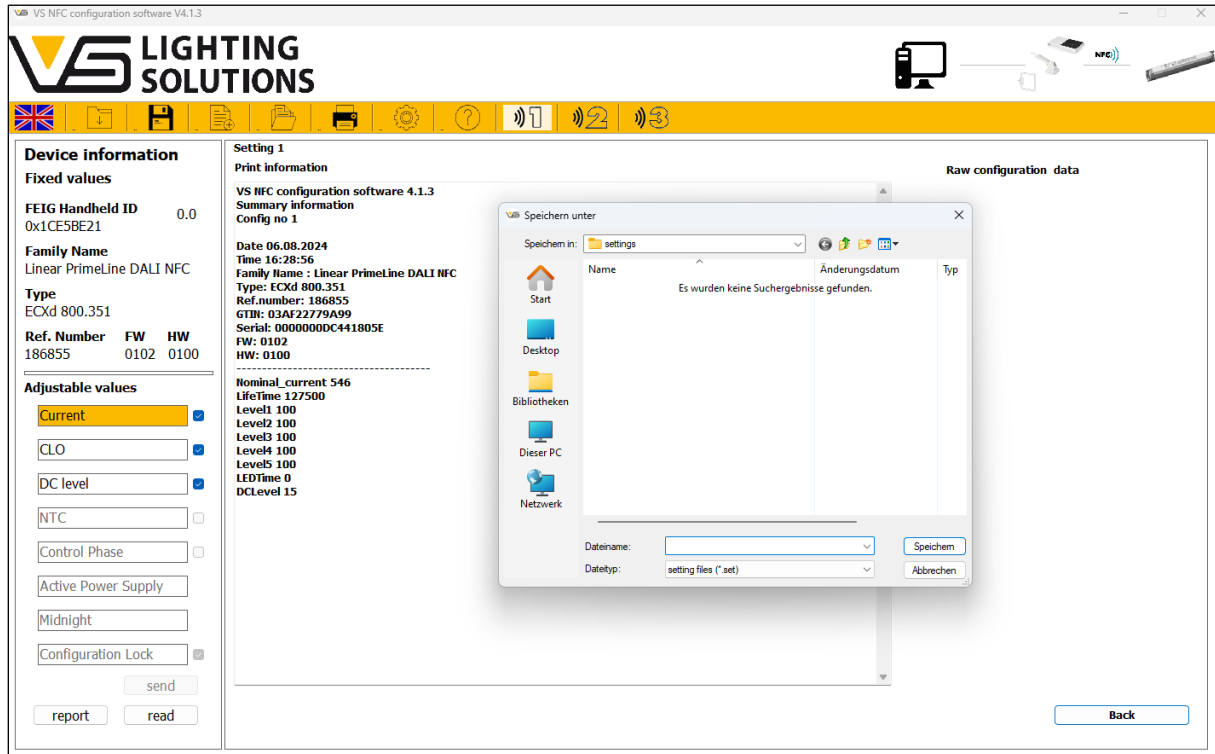 VS NFC configuration software V4.1.3
VS LIGHTING
SOLUTIONS
NFC
1 2 3
Device information
Fixed values
FEIG Handheld ID 0.0
0x1CE5BE21
Family Name
Linear PrimeLine DALI NFC
Type
ECXd 800.351
Ref. Number FW HW
186855 0102 0100
Adjustable values
Current
CLO
DC level
NTC
Control Phase
Active Power Supply
Midnight
Configuration Lock
send
report read
Setting 1
Print information
VS NFC configuration software 4.1.3
Summary information
Config no 1
Date 06.08.2024
Time 16:28:56
Family Name : Linear PrimeLine DALI NFC
Type: ECXd 800.351
Ref.number: 186855
GTIN: 03AF22779A99
Serial: 0000000DC441805E
FW: 0102
HW: 0100
-------------------------------------
Nominal_current 546
LifeTime 127500
Level1 100
Level2 100
Level3 100
Level4 100
Level5 100
LEDTime 0
DCLevel 15
Raw configuration data
Speichern unter
Speichern in: settings
Start
Desktop
Bibliotheken
Dieser PC
Netzwerk
Name Änderungsdatum Typ
Es wurden keine Suchergebnisse gefunden.
Dateiname: Speichern
Dateityp: setting files (*.set) Abbrechen
Back